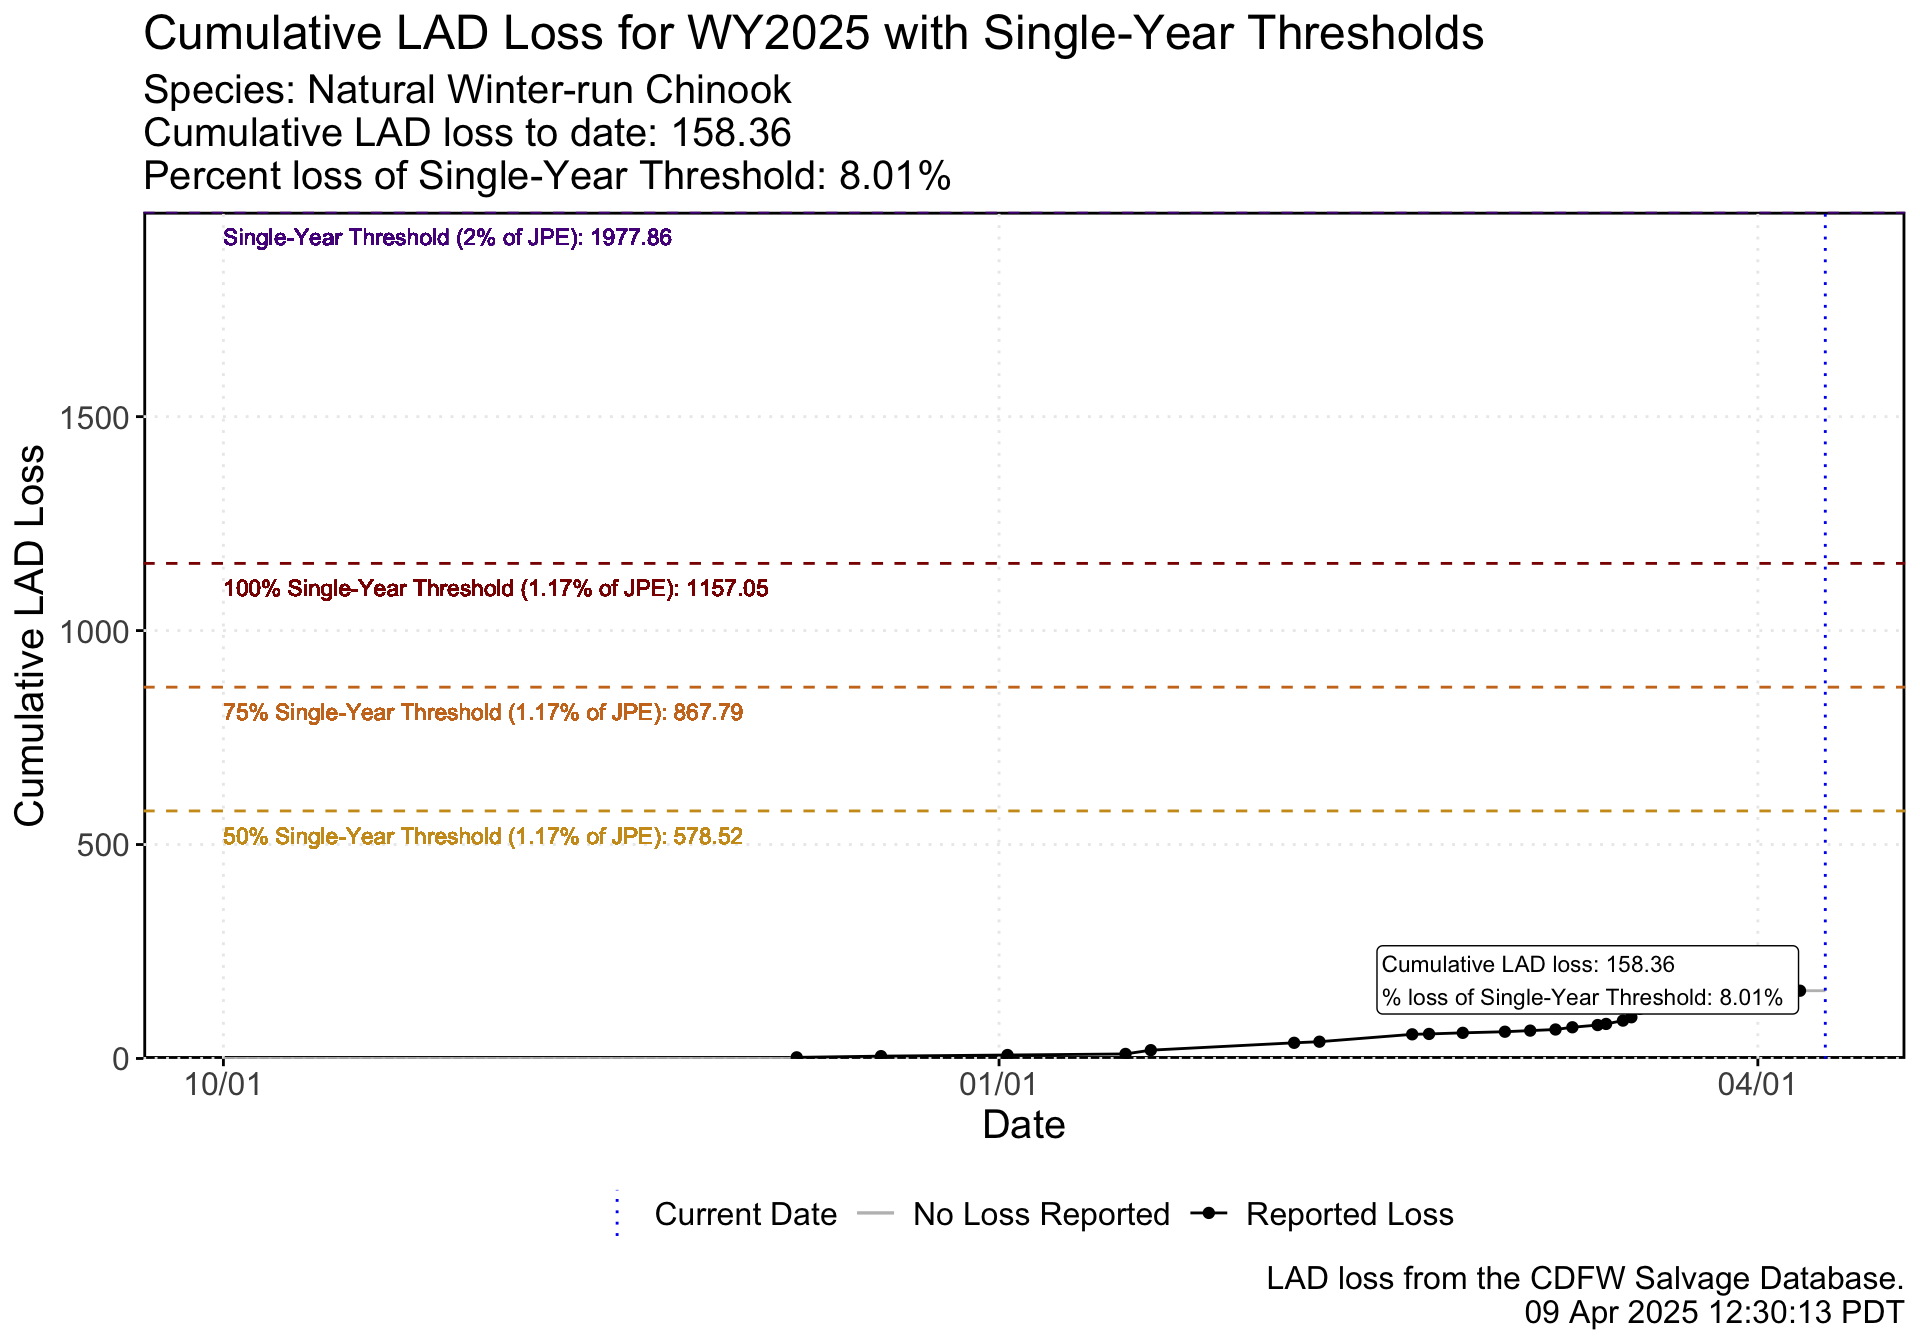 Cumulative LAD Loss for WY2025 with Single-Year Thresholds
Species: Natural Winter-run Chinook
Cumulative LAD loss to date: 158.36
Percent loss of Single-Year Threshold: 8.01%
Single-Year Threshold (2% of JPE): 1977.86
1500
100% Single-Year Threshold (1.17% of JPE): 1157.05
1000
75% Single-Year Threshold (1.17% of JPE): 867.79
50% Single-Year Threshold (1.17% of JPE): 578.52
500
Cumulative LAD loss: 158.36
% loss of Single-Year Threshold: 8.01%
0
Cumulative LAD Loss
10/01
01/01
04/01
Date
Current Date
No Loss Reported
Reported Loss
LAD loss from the CDFW Salvage Database.
09 Apr 2025 12:30:13 PDT